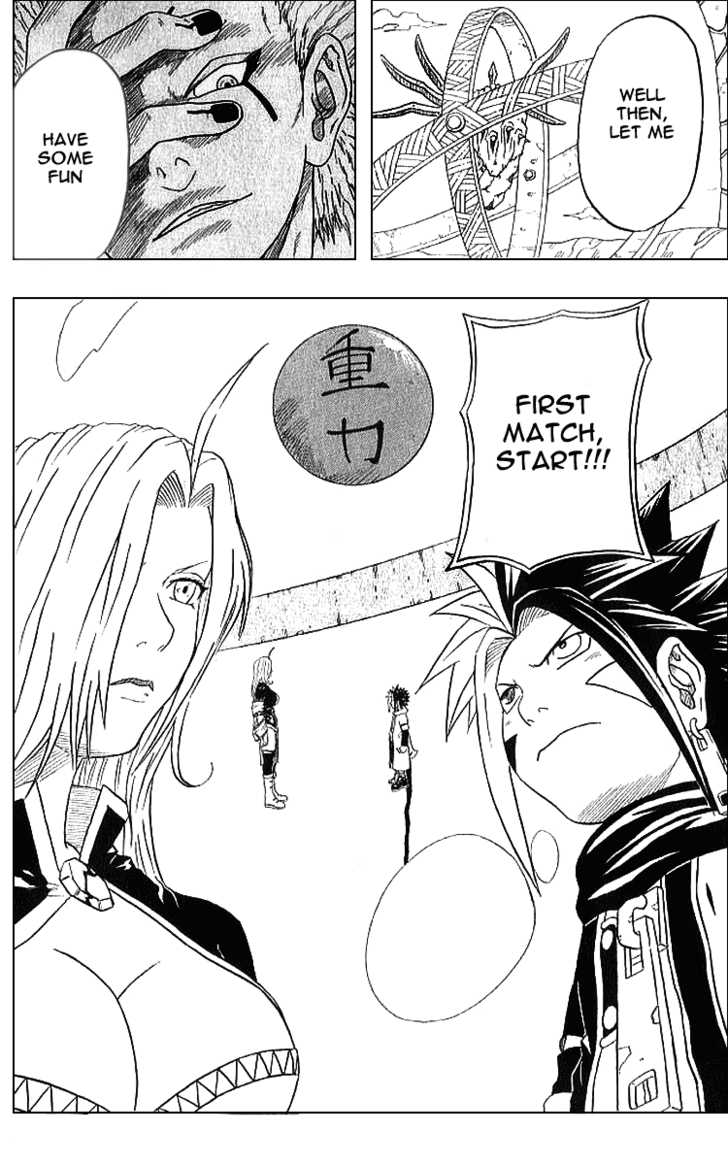 WELL
THEN,
LET ME
HAVE
SOME
FUN
重
力
FIRST
MATCH,
START!!!